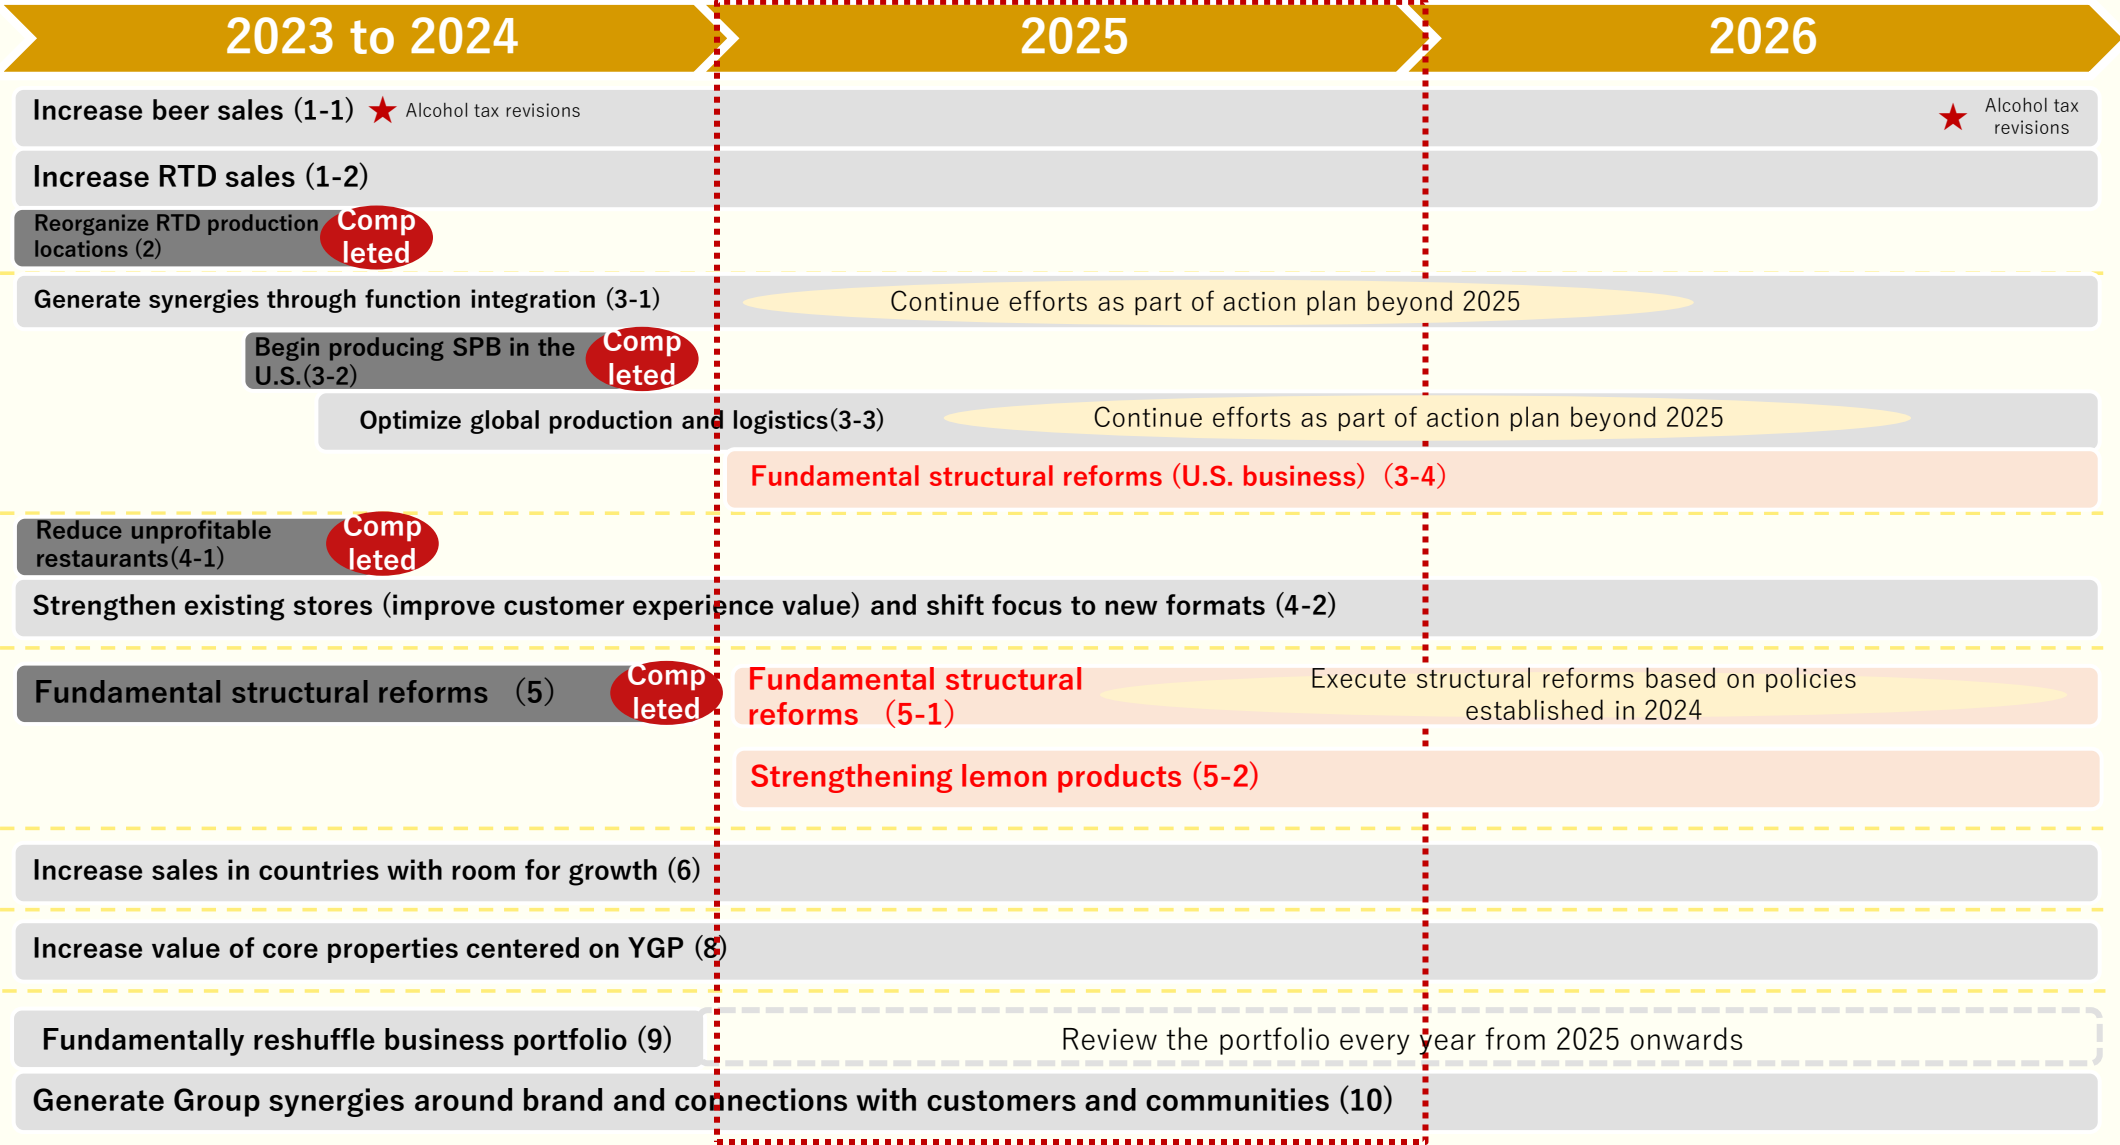 2023 to 2024
2025
2026
Increase beer sales (1-1)
★ Alcohol tax revisions
★ Alcohol tax
revisions
Increase RTD sales (1-2)
Reorganize RTD production
locations (2)
Comp
leted
Generate synergies through function integration (3-1)
Continue efforts as part of action plan beyond 2025
Begin producing SPB in the
U.S.(3-2)
Comp
leted
Optimize global production and logistics(3-3)
Continue efforts as part of action plan beyond 2025
Fundamental structural reforms (U.S. business) (3-4)
Reduce unprofitable
restaurants(4-1)
Comp
leted
Strengthen existing stores (improve customer experience value) and shift focus to new formats (4-2)
Fundamental structural reforms (5)
Comp
leted
Fundamental structural
reforms (5-1)
Execute structural reforms based on policies
established in 2024
Strengthening lemon products (5-2)
Increase sales in countries with room for growth (6)
Increase value of core properties centered on YGP (8)
Fundamentally reshuffle business portfolio (9)
Review the portfolio every year from 2025 onwards
Generate Group synergies around brand and connections with customers and communities (10)